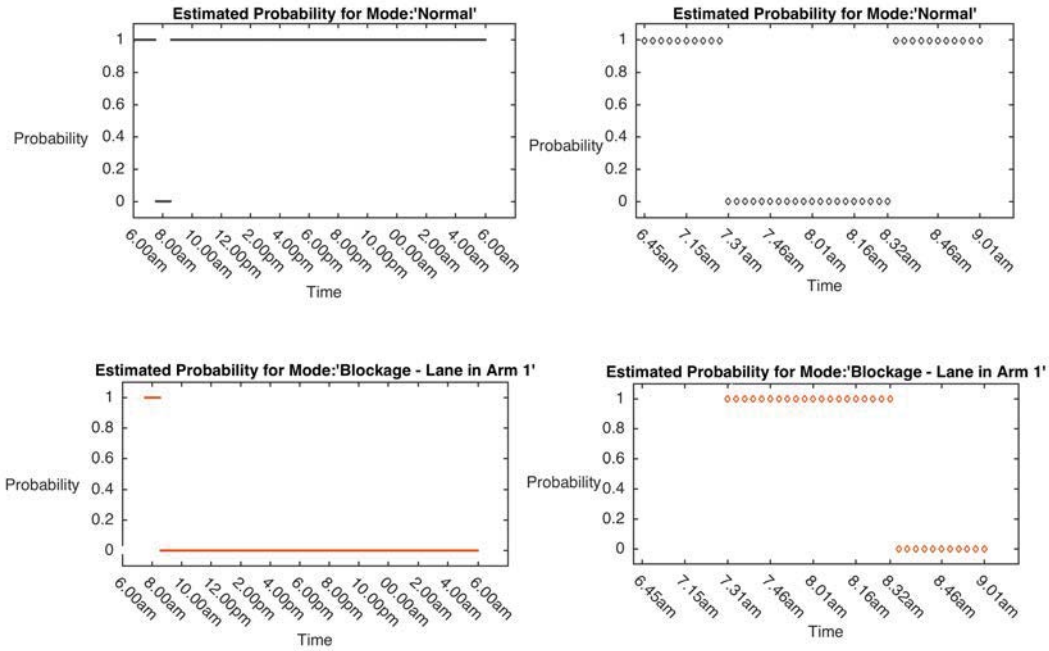 Estimated Probability for Mode:'Normal'
1
0.8
0.6
Probability
0.4
0.2
0
6.00am
8.00am
10.00am
12.00pm
2.00pm
4.00pm
6.00pm
8.00pm
10.00pm
00.00am
2.00am
4.00am
6.00am
Time
Estimated Probability for Mode:'Normal'
1
0.8
0.6
Probability
0.4
0.2
0
6.45am
7.15am
7.31am
7.46am
8.01am
8.16am
8.32am
8.46am
9.01am
Time
Estimated Probability for Mode:'Blockage - Lane in Arm 1'
1
0.8
0.6
Probability
0.4
0.2
0
6.00am
8.00am
10.00am
12.00pm
2.00pm
4.00pm
6.00pm
8.00pm
10.00pm
00.00am
2.00am
4.00am
6.00am
Time
Estimated Probability for Mode:'Blockage - Lane in Arm 1'
1
0.8
0.6
Probability
0.4
0.2
0
6.45am
7.15am
7.31am
7.46am
8.01am
8.16am
8.32am
8.46am
9.01am
Time